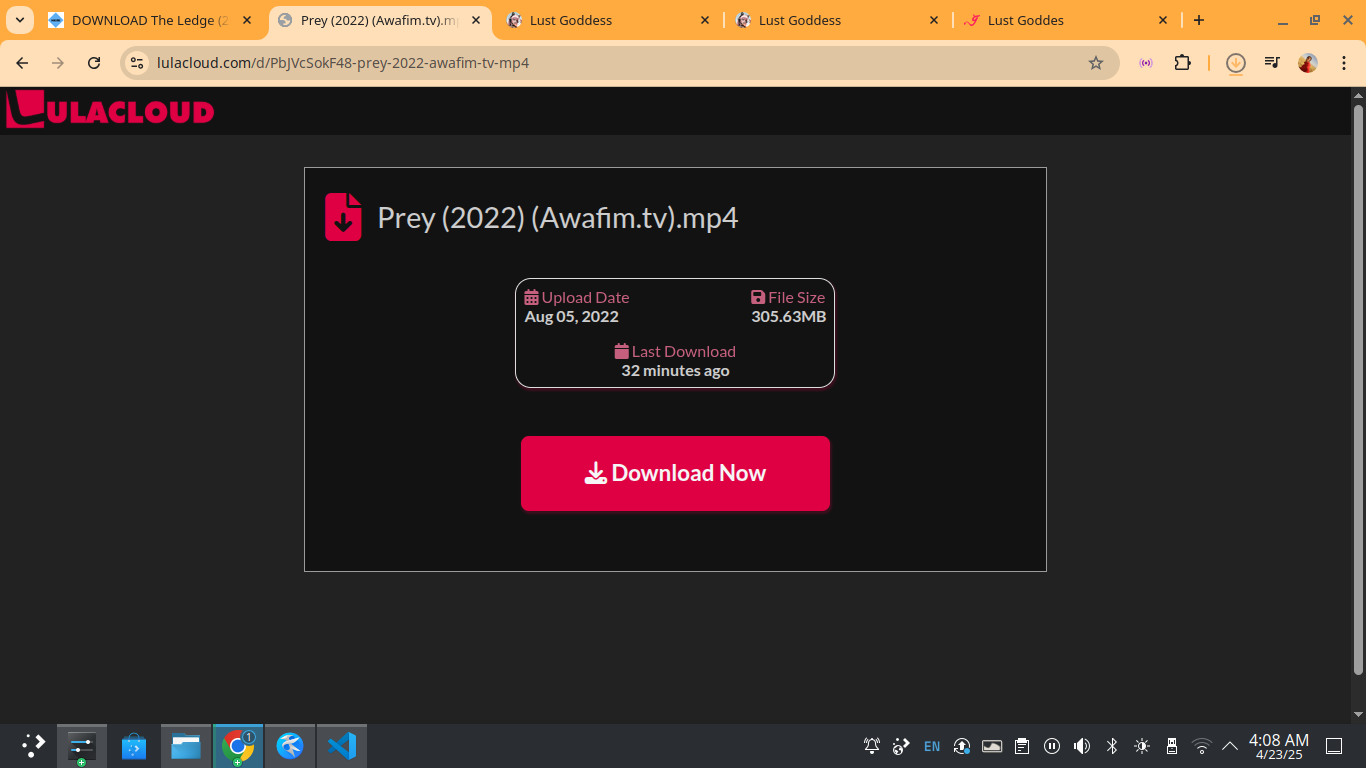 DOWNLOAD The Ledge (2
Prey (2022) (Awafim.tv).mp
Lust Goddess
Lust Goddess
Lust Goddes
lulacloud.com/d/PbJVcSokF48-prey-2022-awafim-tv-mp4
LULACLOUD
Prey (2022) (Awafim.tv).mp4
Upload Date
File Size
Aug 05, 2022
305.63MB
Last Download
32 minutes ago
Download Now
1
EN
4:08 AM
4/23/25